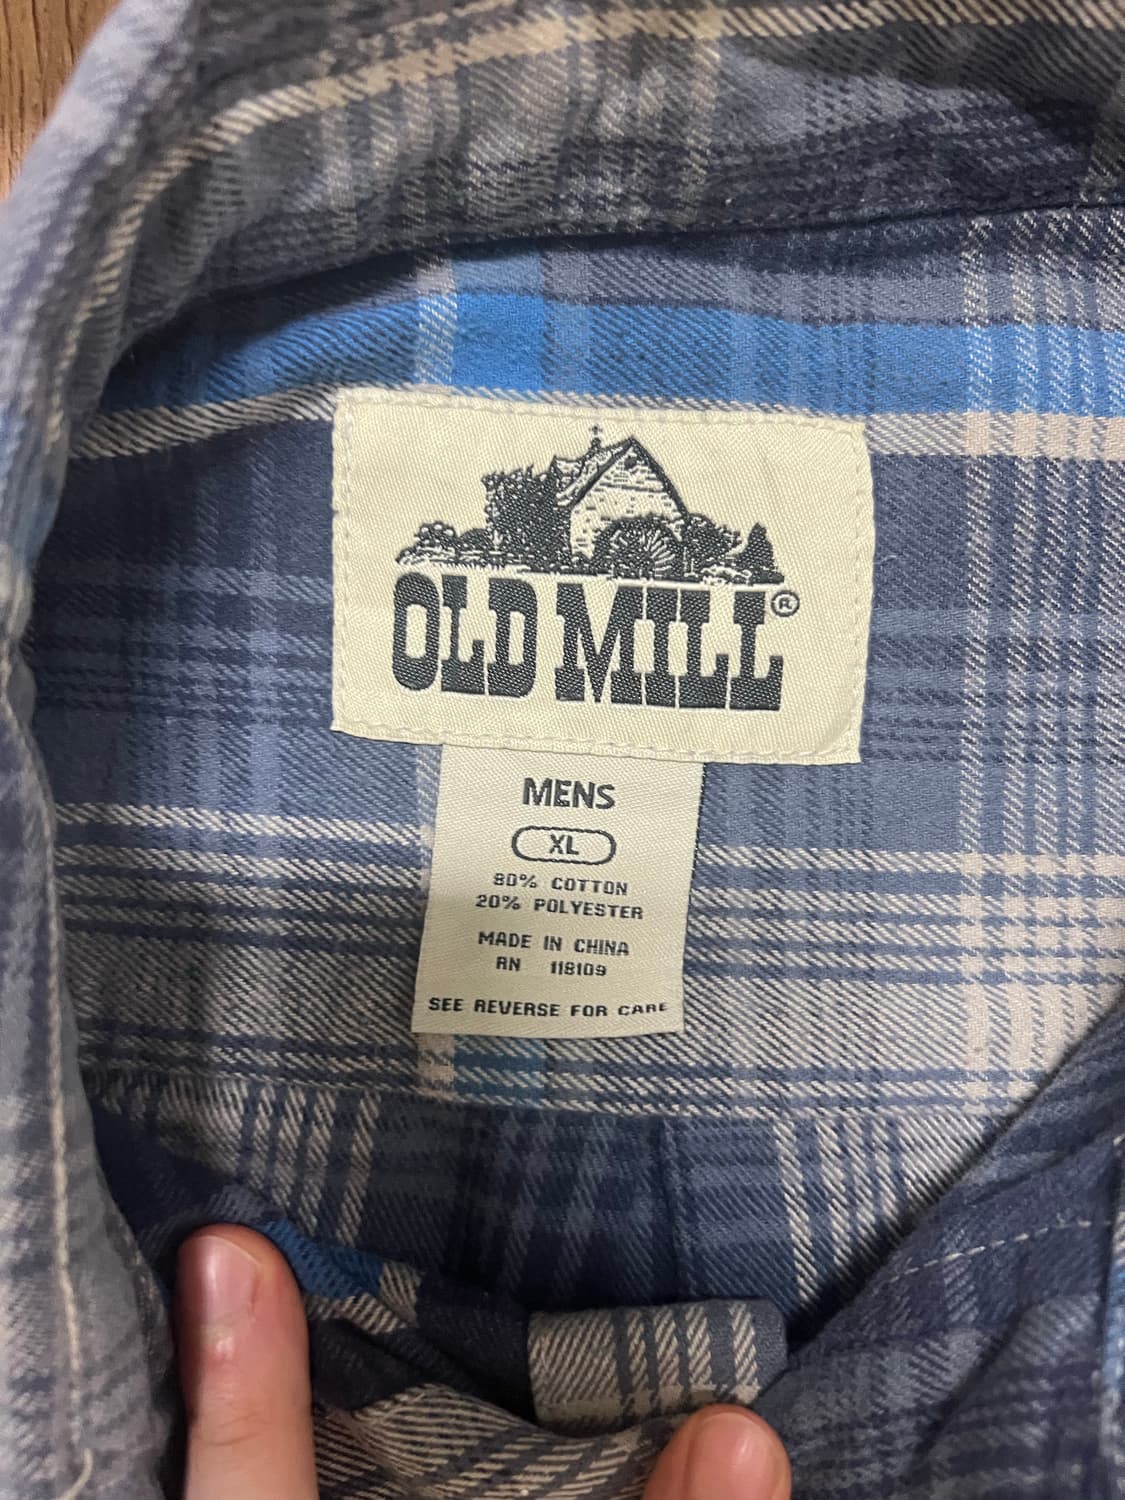 OLD MILL®
MENS
XL
80% COTTON
20% POLYESTER
MADE IN CHINA
RN 118109
SEE REVERSE FOR CARE